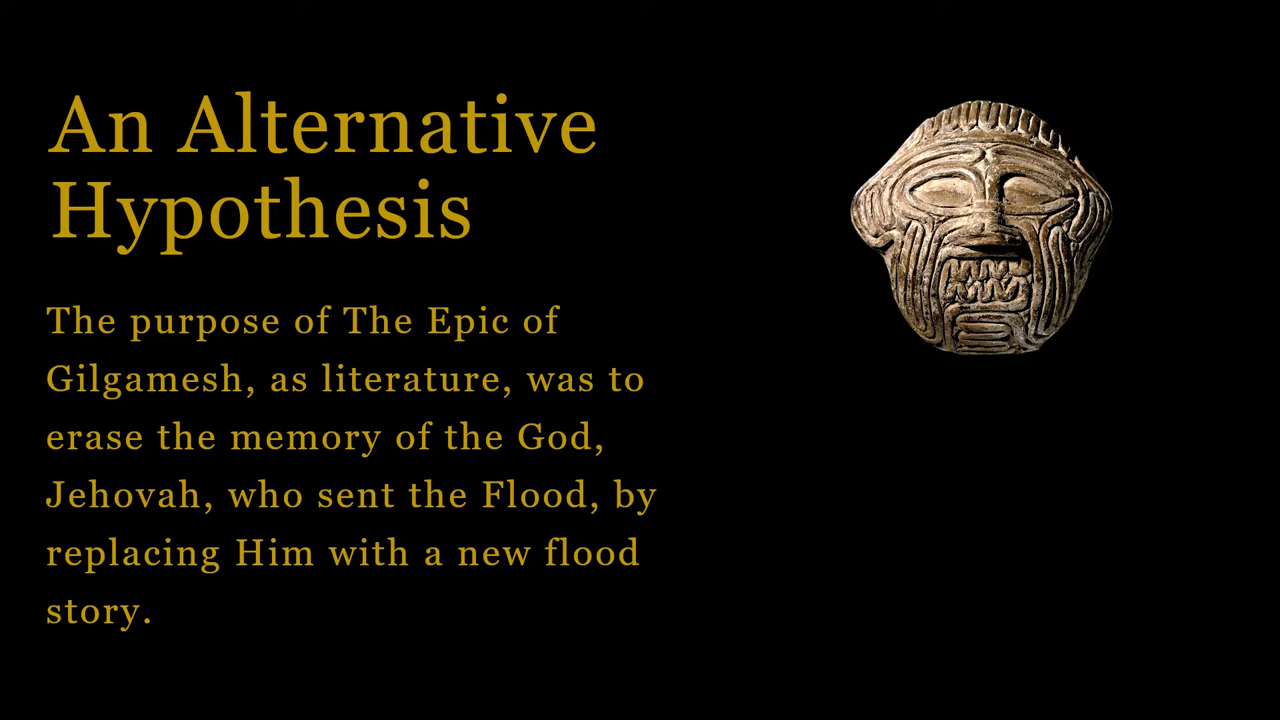 An Alternative
Hypothesis
The purpose of The Epic of
Gilgamesh, as literature, was to
erase the memory of the God,
Jehovah, who sent the Flood, by
replacing Him with a new flood
story.